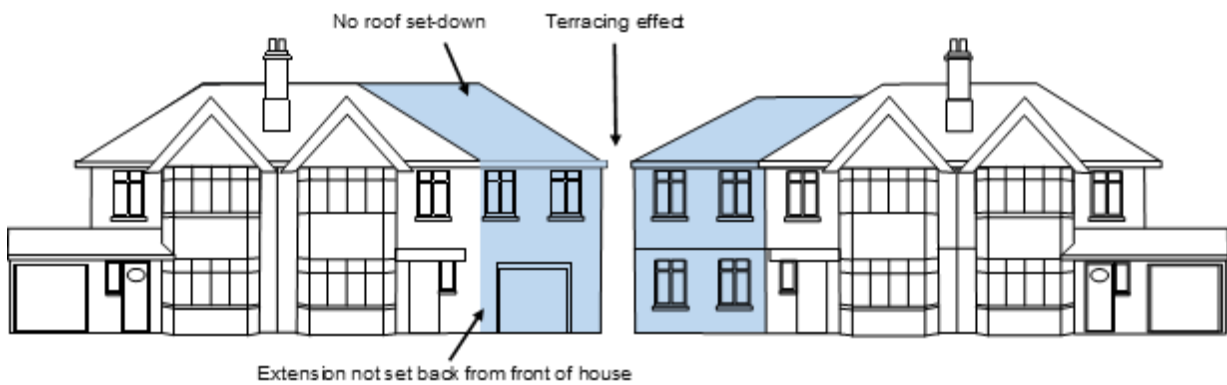 No roof set-down
Terracing effect
Extension not set back from front of house